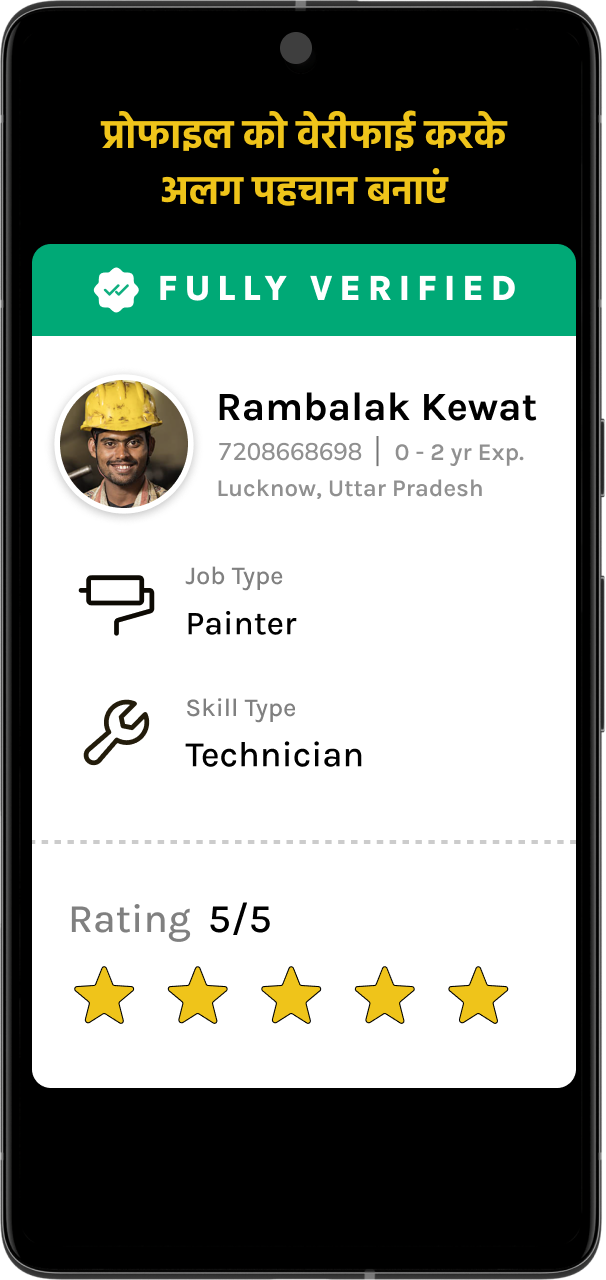 प्रोफाइल को वेरीफाई करके
अलग पहचान बनाएं
FULLY VERIFIED
Rambalak Kewat
7208668698 | 0 - 2 yr Exp.
Lucknow, Uttar Pradesh
Job Type
Painter
Skill Type
Technician
Rating 5/5